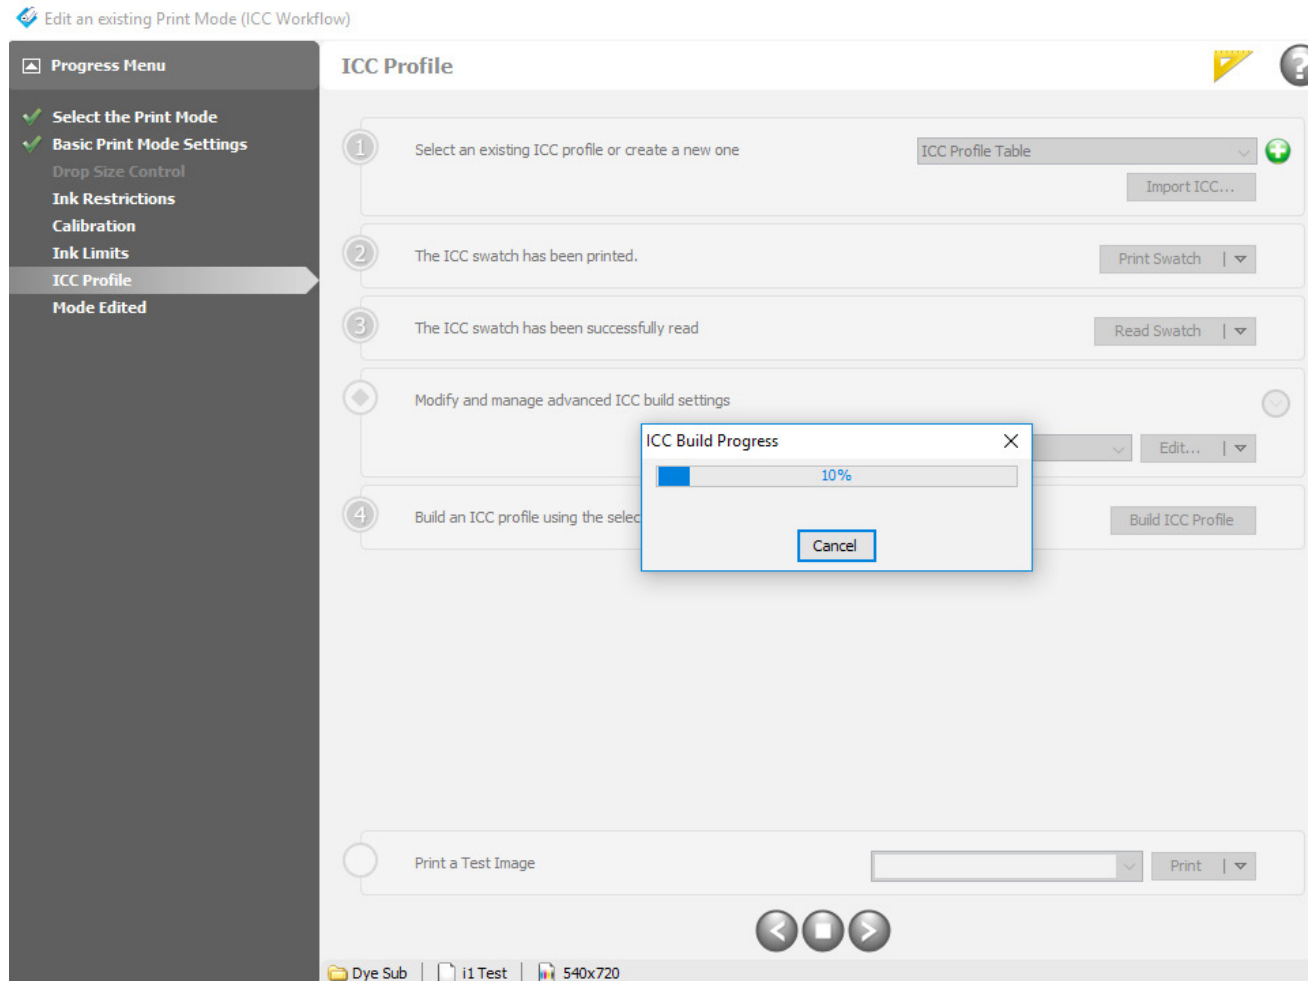 Edit an existing Print Mode (ICC Workflow)
Progress Menu
Select the Print Mode
Basic Print Mode Settings
Drop Size Control
Ink Restrictions
Calibration
Ink Limits
ICC Profile
Mode Edited
ICC Profile
?
1 Select an existing ICC profile or create a new one ICC Profile Table
Import ICC...
2 The ICC swatch has been printed. Print Swatch
3 The ICC swatch has been successfully read Read Swatch
Modify and manage advanced ICC build settings
Edit...
4 Build an ICC profile using the selec Build ICC Profile
ICC Build Progress
10%
Cancel
Print a Test Image Print
Dye Sub i1 Test 540x720